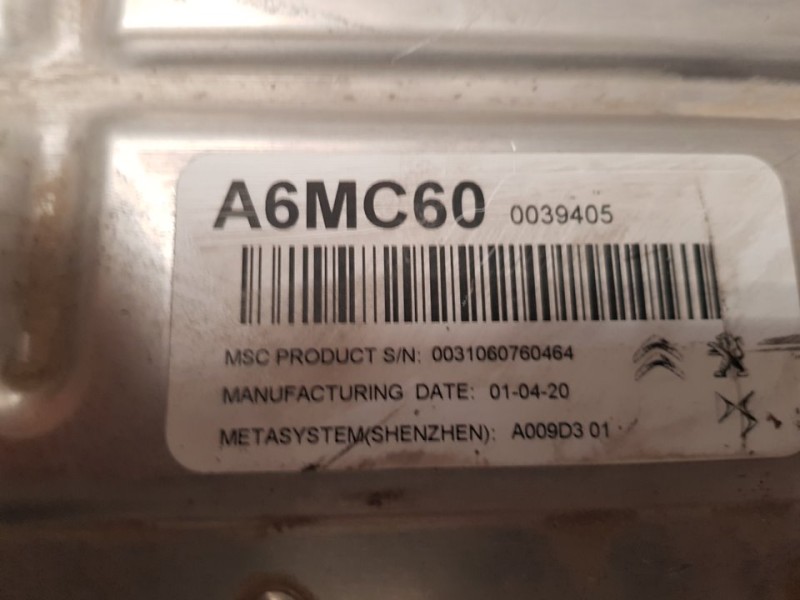 A6MC60 0039405
MSC PRODUCT S/N: 0031060760464
MANUFACTURING DATE: 01-04-20
METASYSTEM(SHENZHEN): A009D3 01